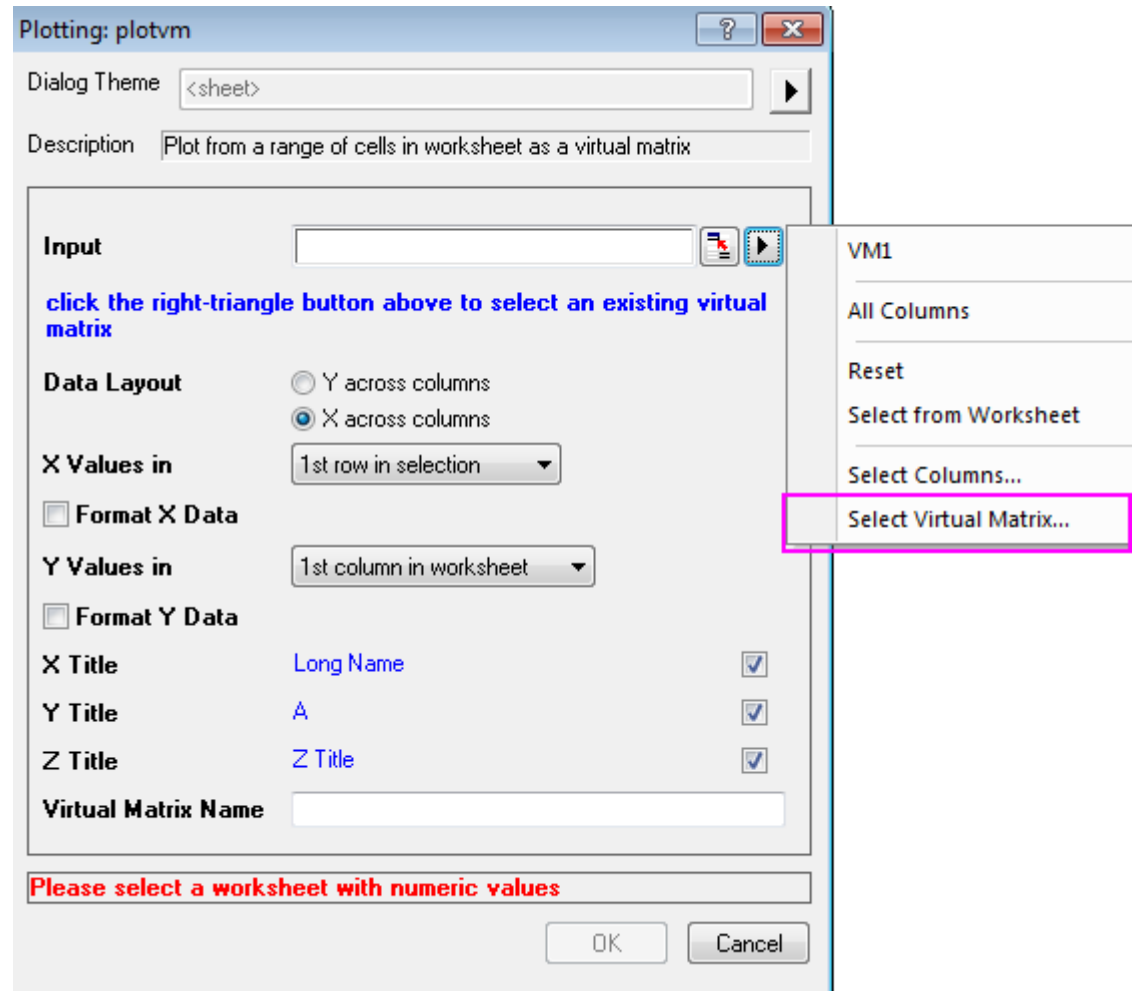 Plotting: plotvm
?
Dialog Theme <sheet>
Description Plot from a range of cells in worksheet as a virtual matrix
Input
click the right-triangle button above to select an existing virtual
matrix
Data Layout Y across columns
X across columns
X Values in 1st row in selection
Format X Data
Y Values in 1st column in worksheet
Format Y Data
X Title Long Name
Y Title A
Z Title Z Title
Virtual Matrix Name
Please select a worksheet with numeric values
OK Cancel
VM1
All Columns
Reset
Select from Worksheet
Select Columns...
Select Virtual Matrix...